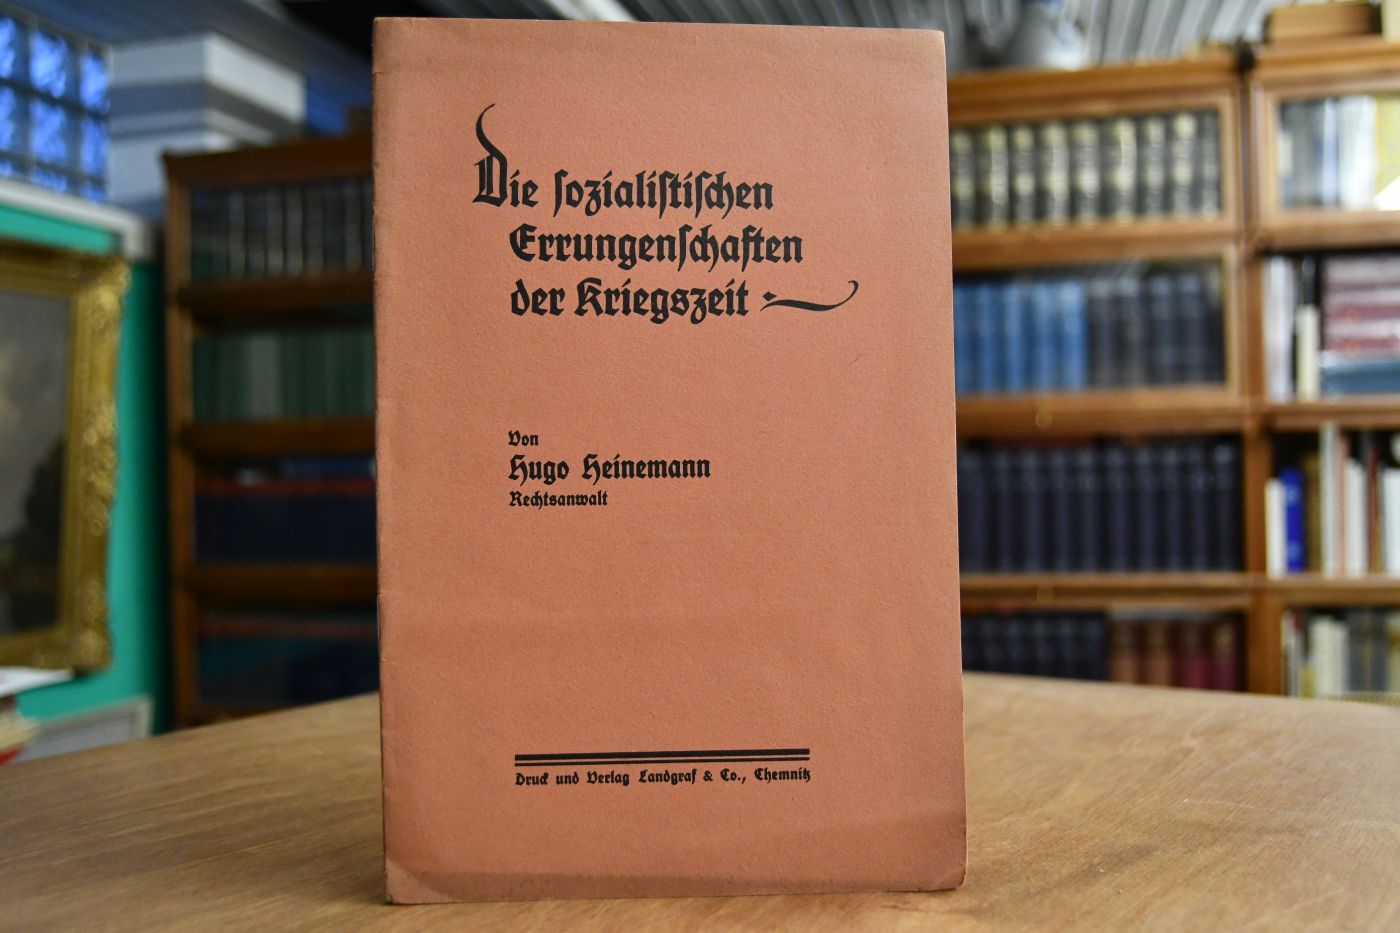 Die ſozialiſtiſchen
Errungenſchaften
der Kriegszeit
Von
Hugo Heinemann
Rechtsanwalt
Druck und Verlag Landgraf & Co., Chemnitz